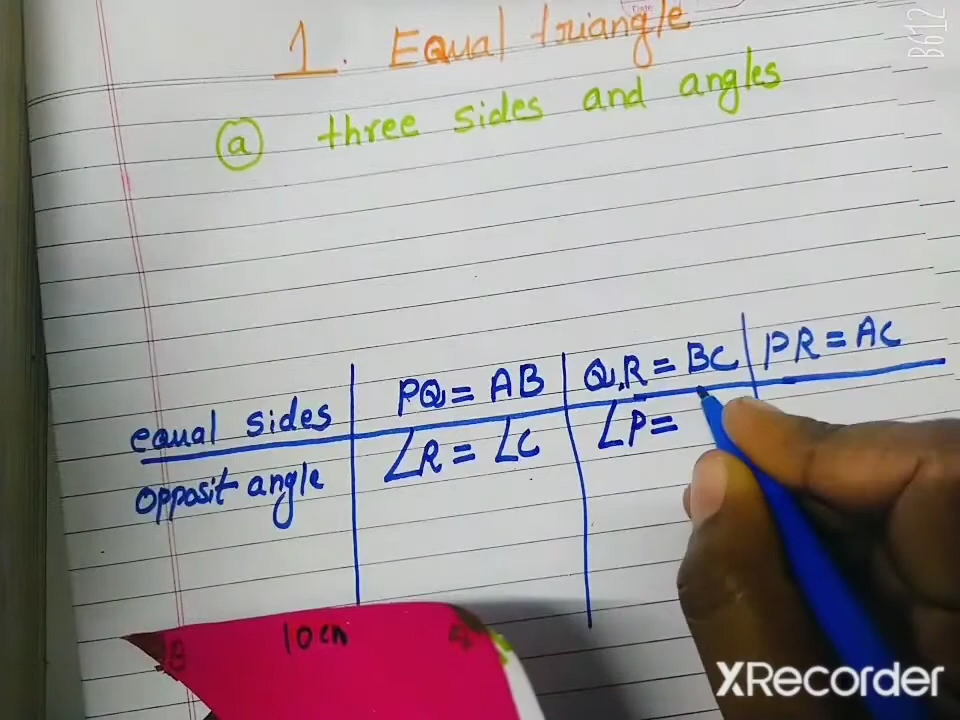 1. Equal triangle
ⓐ three sides and angles
equal sides PQ = AB QR = BC PR = AC
opposit angle ∠R = ∠C ∠P =
10cm
XRecorder
B612